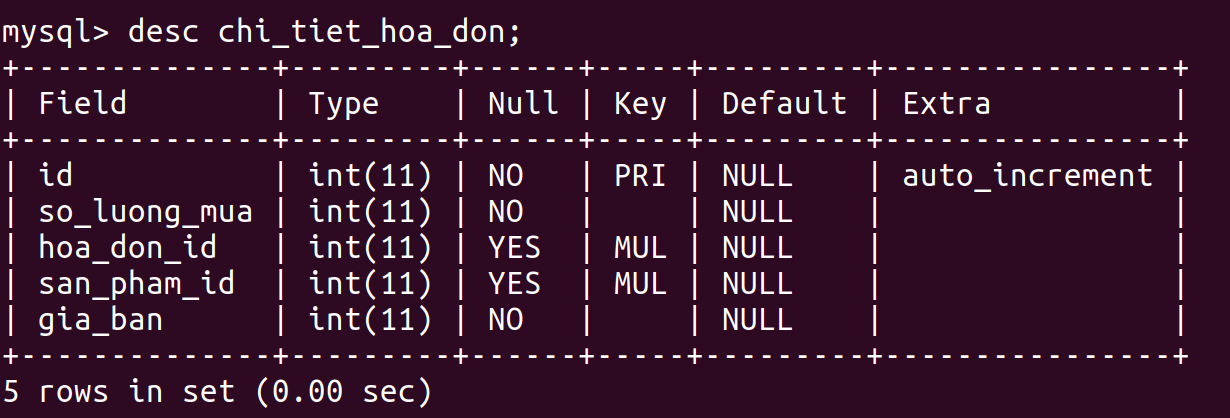 mysql> desc chi_tiet_hoa_don;
+--------------+---------+------+-----+---------+----------------+
| Field        | Type    | Null | Key | Default | Extra          |
+--------------+---------+------+-----+---------+----------------+
| id           | int(11) | NO   | PRI | NULL    | auto_increment |
| so_luong_mua | int(11) | NO   |     | NULL    |                |
| hoa_don_id   | int(11) | YES  | MUL | NULL    |                |
| san_pham_id  | int(11) | YES  | MUL | NULL    |                |
| gia_ban      | int(11) | NO   |     | NULL    |                |
+--------------+---------+------+-----+---------+----------------+
5 rows in set (0.00 sec)